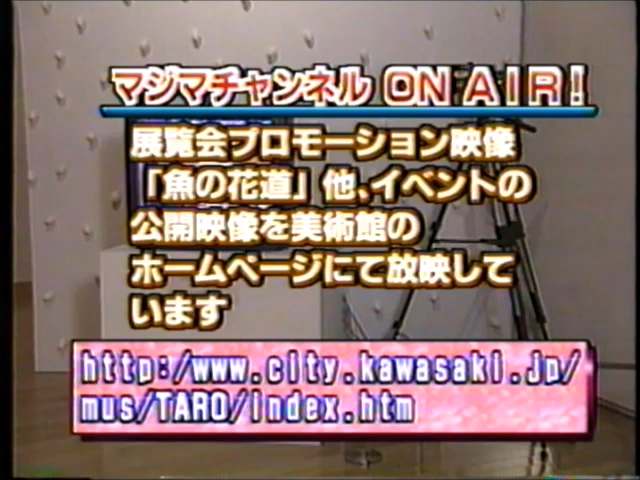 マジマチャンネル ON AIR!
展覧会プロモーション映像
「魚の花道」他、イベントの
公開映像を美術館の
ホームページにて放映して
います
http:/www.city.kawasaki.jp/
mus/TARO/index.htm